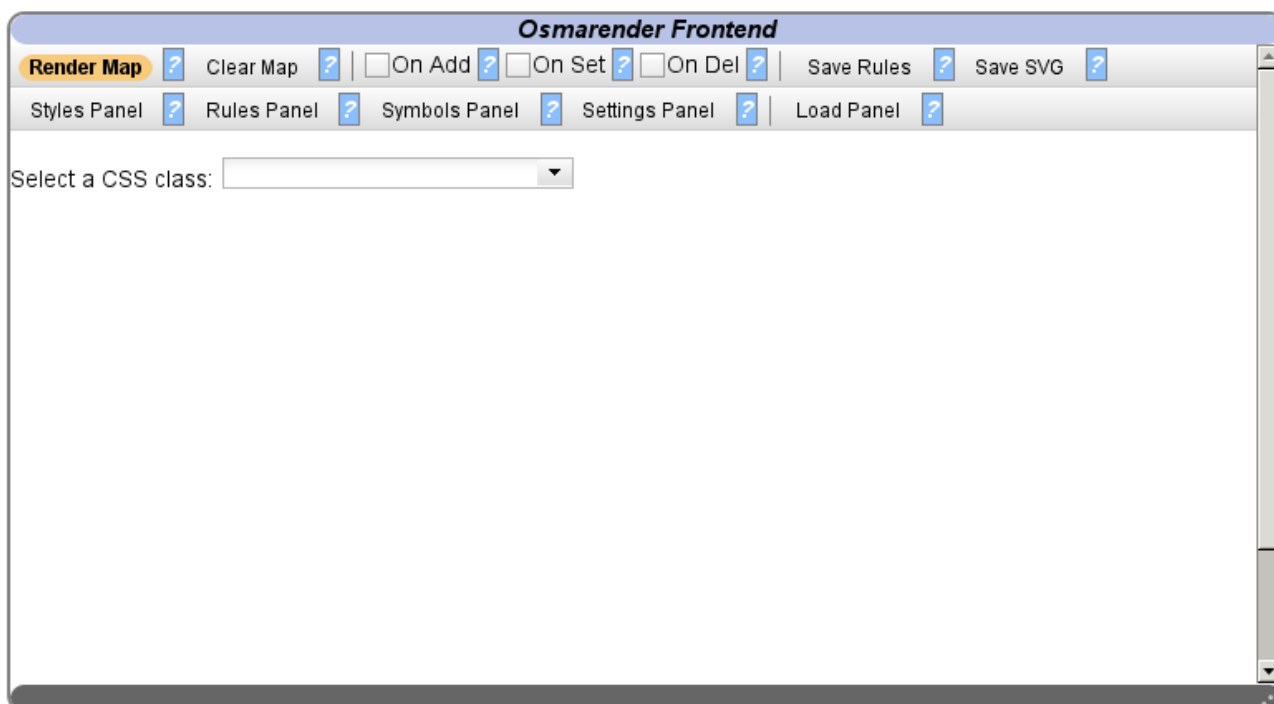 Osmarender Frontend
Render Map ? Clear Map ? On Add ? On Set ? On Del ? Save Rules ? Save SVG ?
Styles Panel ? Rules Panel ? Symbols Panel ? Settings Panel ? Load Panel ?
Select a CSS class: